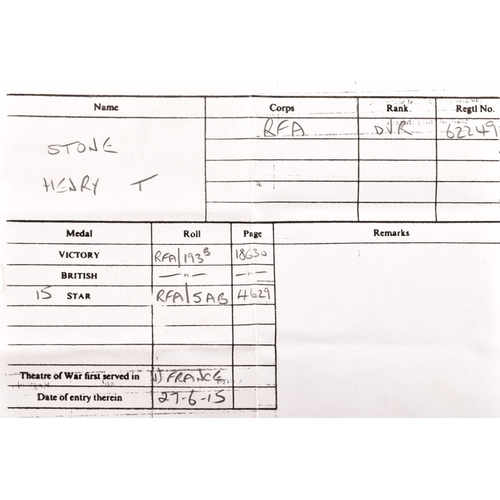 Name Corps Rank Regtl No.
STONE RFA DVR 62249
HENRY T
Medal Roll Page Remarks
VICTORY RFA/193B 18630
BRITISH —"— —"—
15 STAR RFA/5AB 4629
Theatre of War first served in (1) FRANCE
Date of entry therein 27-6-15